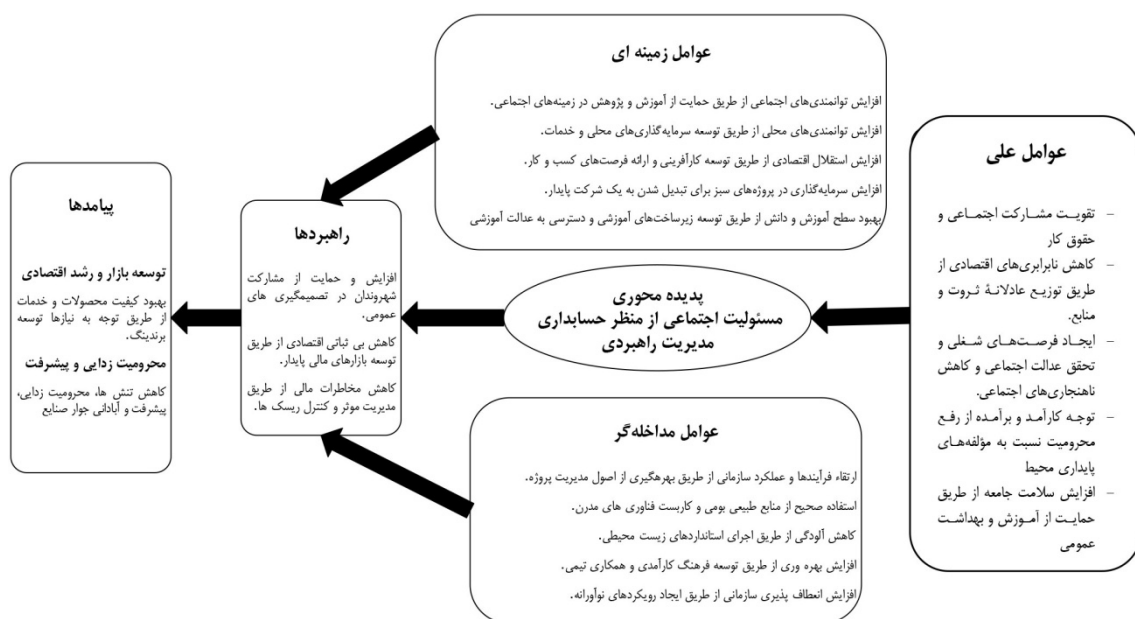 عوامل زمینه ای
افزایش توانمندی‌های اجتماعی از طریق حمایت از آموزش و پژوهش در زمینه‌های اجتماعی.
افزایش توانمندی‌های محلی از طریق توسعه سرمایه‌گذاری‌های محلی و خدمات.
افزایش استقلال اقتصادی از طریق توسعه کارآفرینی و ارائه فرصت‌های کسب و کار.
افزایش سرمایه‌گذاری در پروژه‌های سبز برای تبدیل شدن به یک شرکت پایدار.
بهبود سطح آموزش و دانش از طریق توسعه زیرساخت‌های آموزشی و دسترسی به عدالت آموزشی
عوامل علی
- تقویت مشارکت اجتماعی و
حقوق کار
- کاهش نابرابری‌های اقتصادی از
طریق توزیع عادلانهٔ ثروت و
منابع.
- ایجاد فرصت‌های شغلی و
تحقق عدالت اجتماعی و کاهش
ناهنجاری‌های اجتماعی.
- توجه کارآمد و برآمده از رفع
محرومیت نسبت به مؤلفه‌های
پایداری محیط
- افزایش سلامت جامعه از طریق
حمایت از آموزش و بهداشت
عمومی
پدیده محوری
مسئولیت اجتماعی از منظر حسابداری
مدیریت راهبردی
راهبردها
افزایش و حمایت از مشارکت
شهروندان در تصمیمگیری های
عمومی.
کاهش بی ثباتی اقتصادی از طریق
توسعه بازارهای مالی پایدار.
کاهش مخاطرات مالی از طریق
مدیریت موثر و کنترل ریسک ها.
پیامدها
توسعه بازار و رشد اقتصادی
بهبود کیفیت محصولات و خدمات
از طریق توجه به نیازها توسعه
برندینگ.
محرومیت زدایی و پیشرفت
کاهش تنش ها، محرومیت زدایی،
پیشرفت و آبادانی جوار صنایع
عوامل مداخله‌گر
ارتقاء فرآیندها و عملکرد سازمانی از طریق بهرهگیری از اصول مدیریت پروژه.
استفاده صحیح از منابع طبیعی بومی و کاربست فناوری های مدرن.
کاهش آلودگی از طریق اجرای استانداردهای زیست محیطی.
افزایش بهره وری از طریق توسعه فرهنگ کارآمدی و همکاری تیمی.
افزایش انعطاف پذیری سازمانی از طریق ایجاد رویکردهای نوآورانه.